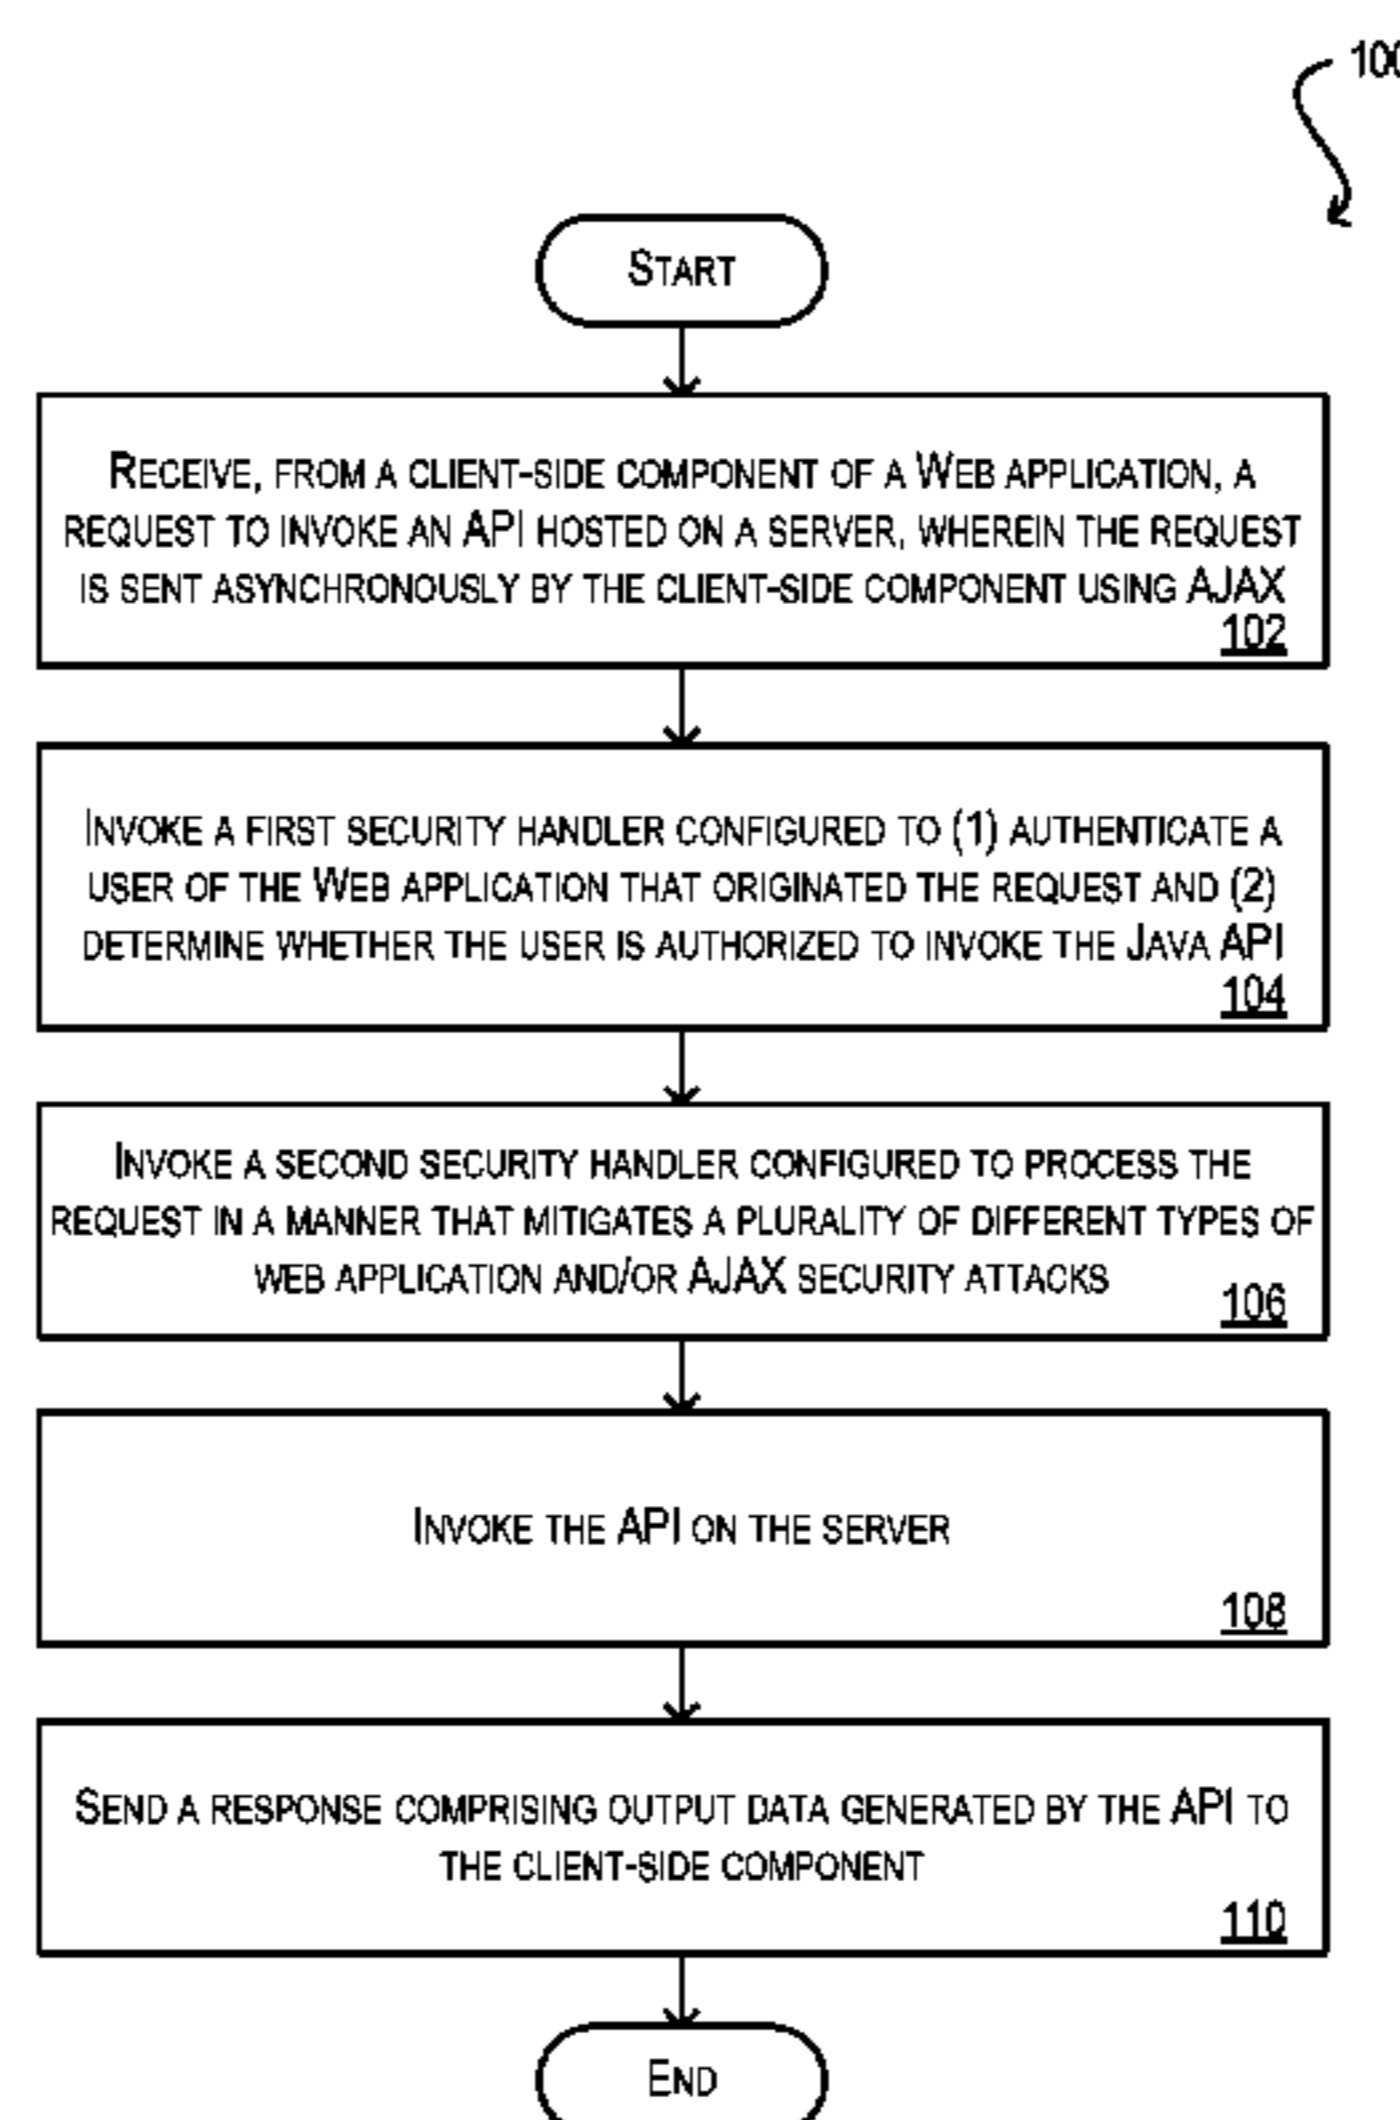 100
START
RECEIVE, FROM A CLIENT-SIDE COMPONENT OF A WEB APPLICATION, A
REQUEST TO INVOKE AN API HOSTED ON A SERVER, WHEREIN THE REQUEST
IS SENT ASYNCHRONOUSLY BY THE CLIENT-SIDE COMPONENT USING AJAX
102
INVOKE A FIRST SECURITY HANDLER CONFIGURED TO (1) AUTHENTICATE A
USER OF THE WEB APPLICATION THAT ORIGINATED THE REQUEST AND (2)
DETERMINE WHETHER THE USER IS AUTHORIZED TO INVOKE THE JAVA API
104
INVOKE A SECOND SECURITY HANDLER CONFIGURED TO PROCESS THE
REQUEST IN A MANNER THAT MITIGATES A PLURALITY OF DIFFERENT TYPES OF
WEB APPLICATION AND/OR AJAX SECURITY ATTACKS
106
INVOKE THE API ON THE SERVER
108
SEND A RESPONSE COMPRISING OUTPUT DATA GENERATED BY THE API TO
THE CLIENT-SIDE COMPONENT
110
END